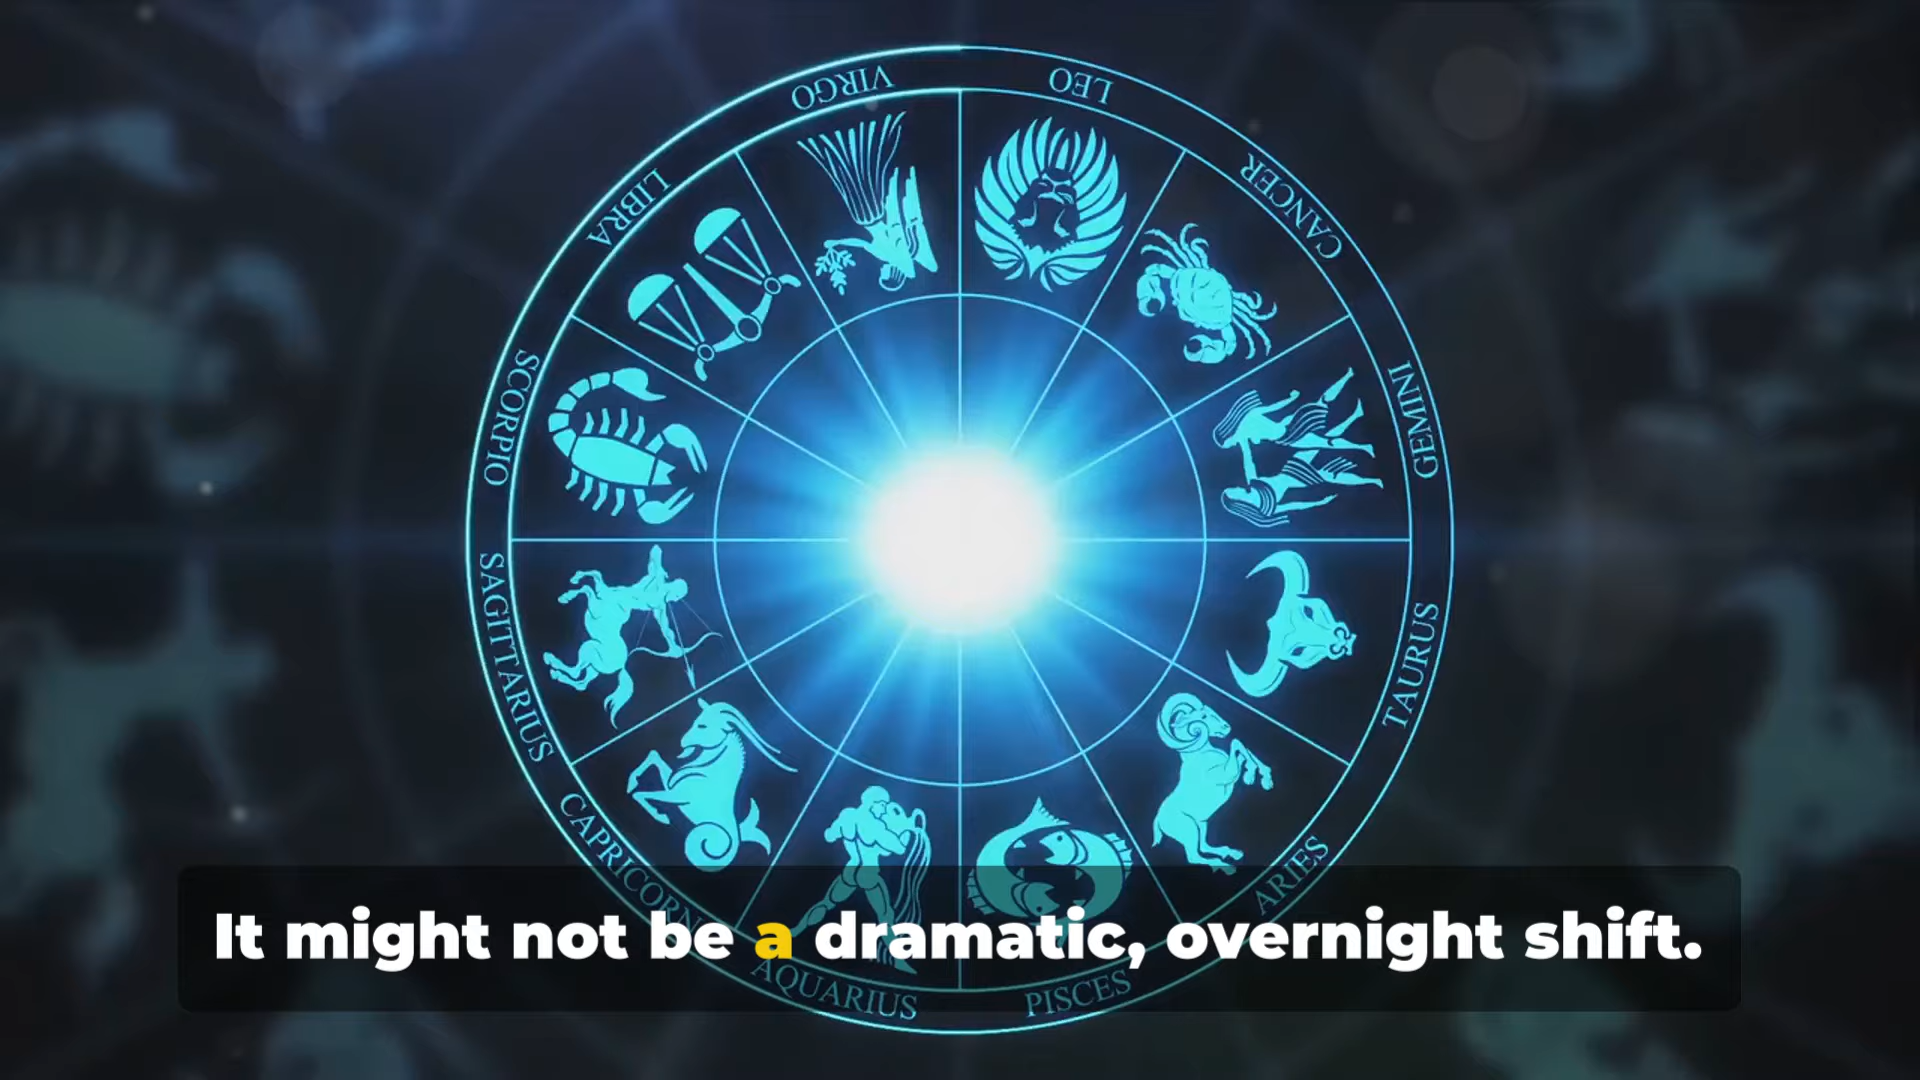 VIRGO
LEO
LIBRA
CANCER
SCORPIO
GEMINI
SAGITTARIUS
TAURUS
CAPRICORN
ARIES
It might not be a dramatic, overnight shift.
AQUARIUS
PISCES